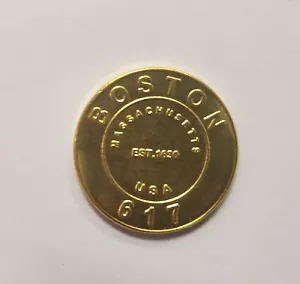 BOSTON
MASSACHUSETTS
EST.1630
USA
617